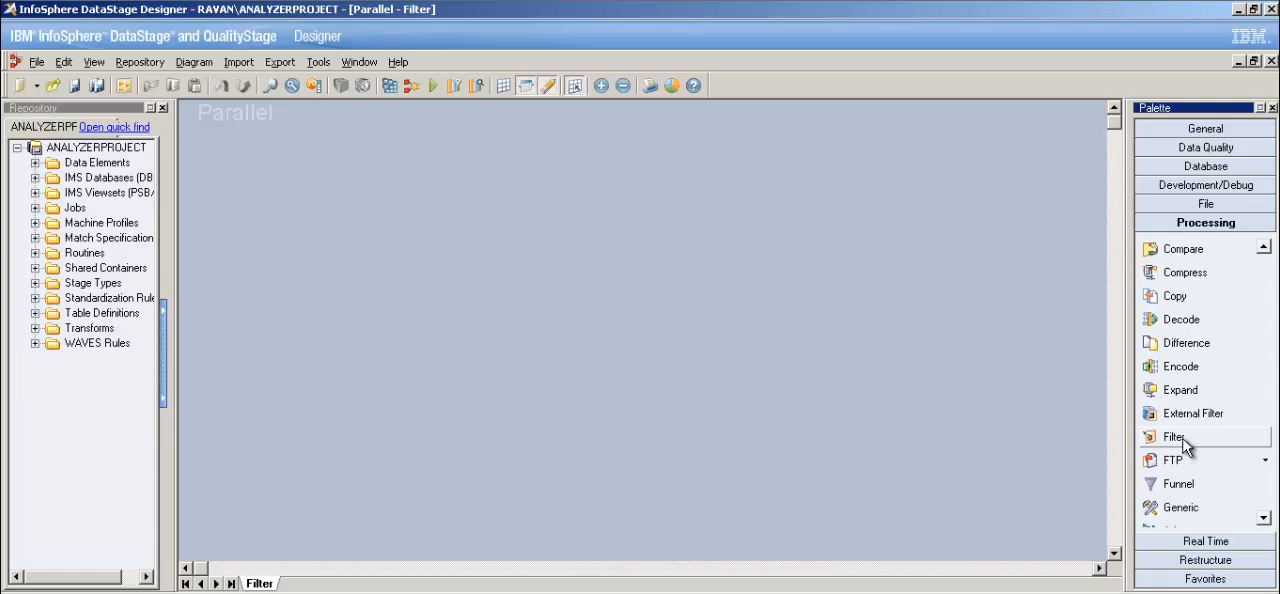 InfoSphere DataStage Designer - RAVAN\ANALYZERPROJECT - [Parallel - Filter]
IBM® InfoSphere™ DataStage® and QualityStage Designer
IBM.
File Edit View Repository Diagram Import Export Tools Window Help
Repository
ANALYZERPF Open quick find
ANALYZERPROJECT
Data Elements
IMS Databases (DB
IMS Viewsets (PSB/
Jobs
Machine Profiles
Match Specification
Routines
Shared Containers
Stage Types
Standardization Rule
Table Definitions
Transforms
WAVES Rules
Parallel
Filter
Palette
General
Data Quality
Database
Development/Debug
File
Processing
Compare
Compress
Copy
Decode
Difference
Encode
Expand
External Filter
Filter
FTP
Funnel
Generic
Real Time
Restructure
Favorites